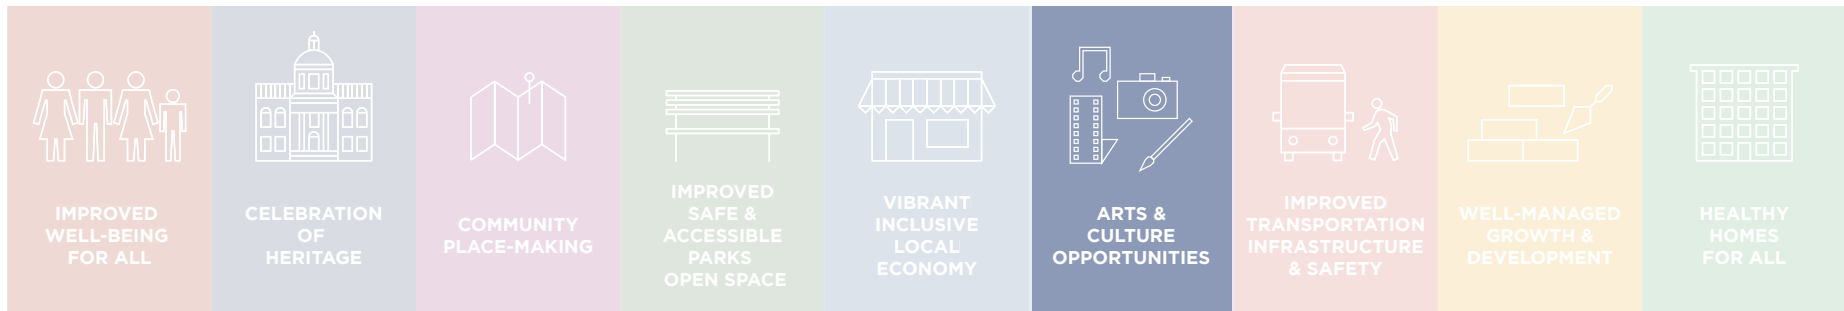 IMPROVED
WELL-BEING
FOR ALL
CELEBRATION
OF
HERITAGE
COMMUNITY
PLACE-MAKING
IMPROVED
SAFE &
ACCESSIBLE
PARKS
OPEN SPACE
VIBRANT
INCLUSIVE
LOCAL
ECONOMY
ARTS &
CULTURE
OPPORTUNITIES
IMPROVED
TRANSPORTATION
INFRASTRUCTURE
& SAFETY
WELL-MANAGED
GROWTH &
DEVELOPMENT
HEALTHY
HOMES
FOR ALL